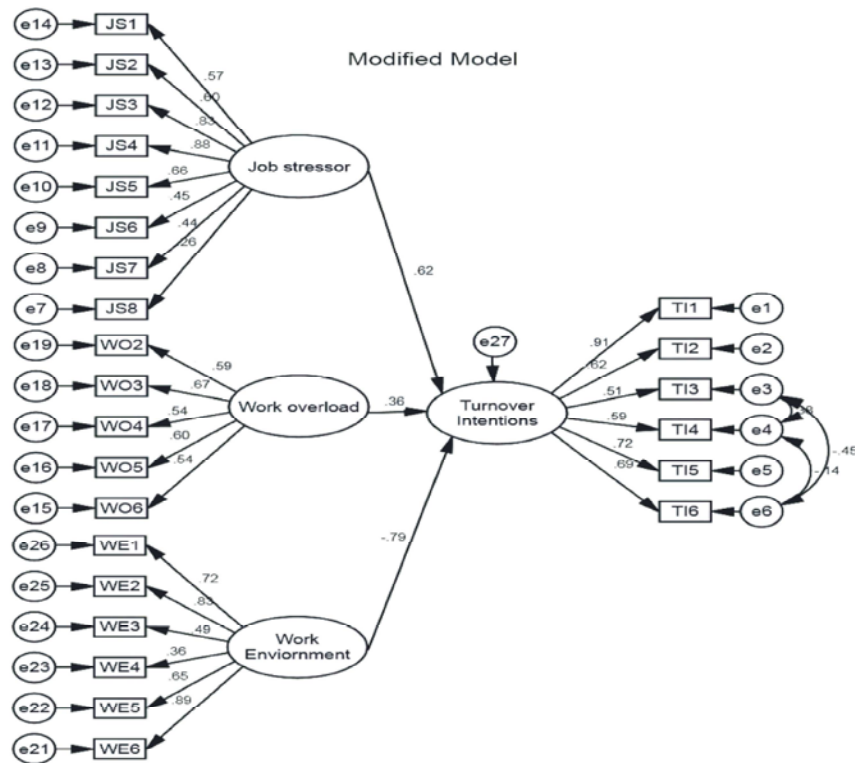 Modified Model
e14 JS1
e13 JS2
e12 JS3
e11 JS4
e10 JS5
e9 JS6
e8 JS7
e7 JS8
.57
.60
.83
.88
.66
.45
.44
.26
Job stressor
.62
e19 WO2
e18 WO3
e17 WO4
e16 WO5
e15 WO6
.59
.67
.54
.60
.54
Work overload
.36
e26 WE1
e25 WE2
e24 WE3
e23 WE4
e22 WE5
e21 WE6
.72
.83
.49
.36
.65
.89
Work
Enviornment
-.79
e27
Turnover
Intentions
.91
.62
.51
.59
.72
.69
TI1 e1
TI2 e2
TI3 e3
TI4 e4
TI5 e5
TI6 e6
-.45
-.14